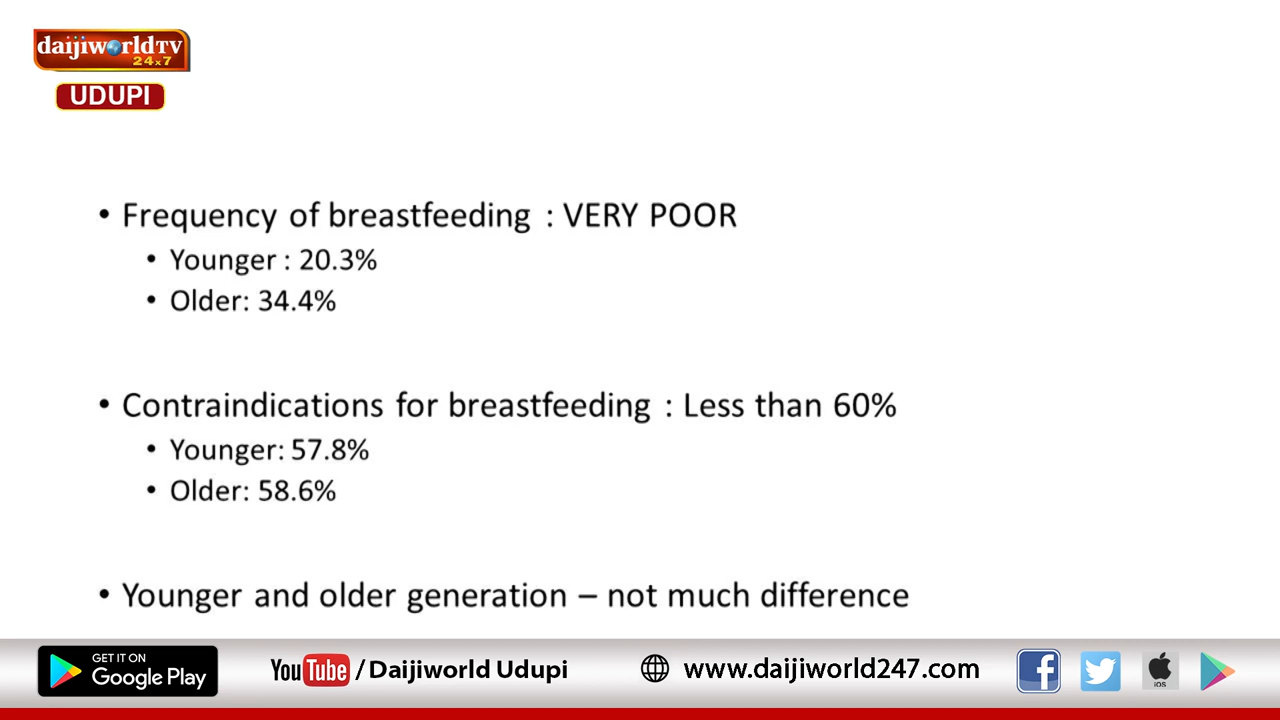 daijiworldTV
24x7
UDUPI
• Frequency of breastfeeding : VERY POOR
• Younger : 20.3%
• Older: 34.4%
• Contraindications for breastfeeding : Less than 60%
• Younger: 57.8%
• Older: 58.6%
• Younger and older generation – not much difference
GET IT ON
Google Play
YouTube / Daijiworld Udupi
www.daijiworld247.com
iOS